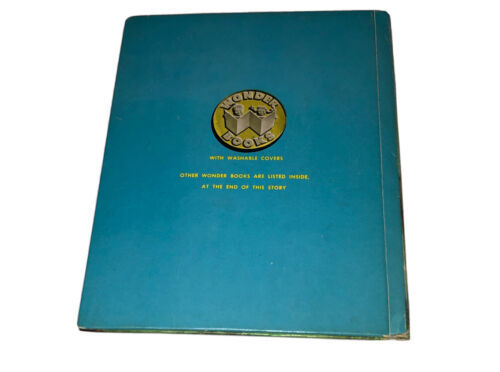 WONDER
BOOKS
WITH WASHABLE COVERS
OTHER WONDER BOOKS ARE LISTED INSIDE,
AT THE END OF THIS STORY